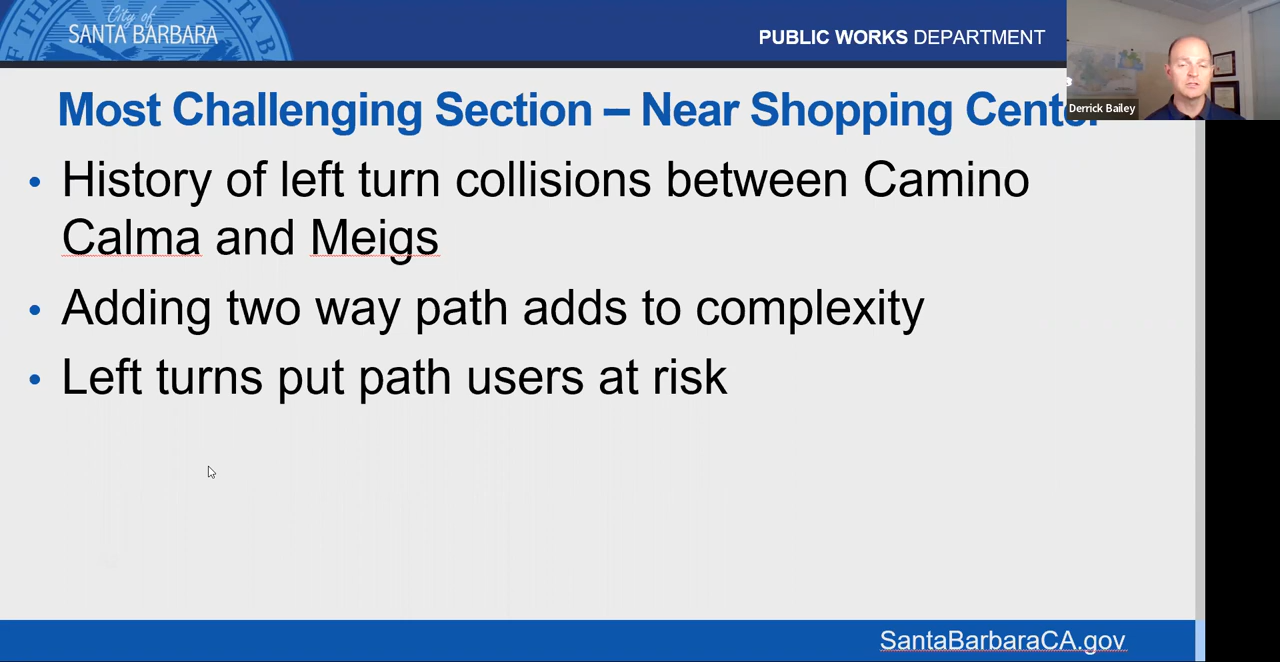 City of
SANTA BARBARA
PUBLIC WORKS DEPARTMENT
Derrick Bailey
Most Challenging Section – Near Shopping Center
• History of left turn collisions between Camino
Calma and Meigs
• Adding two way path adds to complexity
• Left turns put path users at risk
SantaBarbaraCA.gov